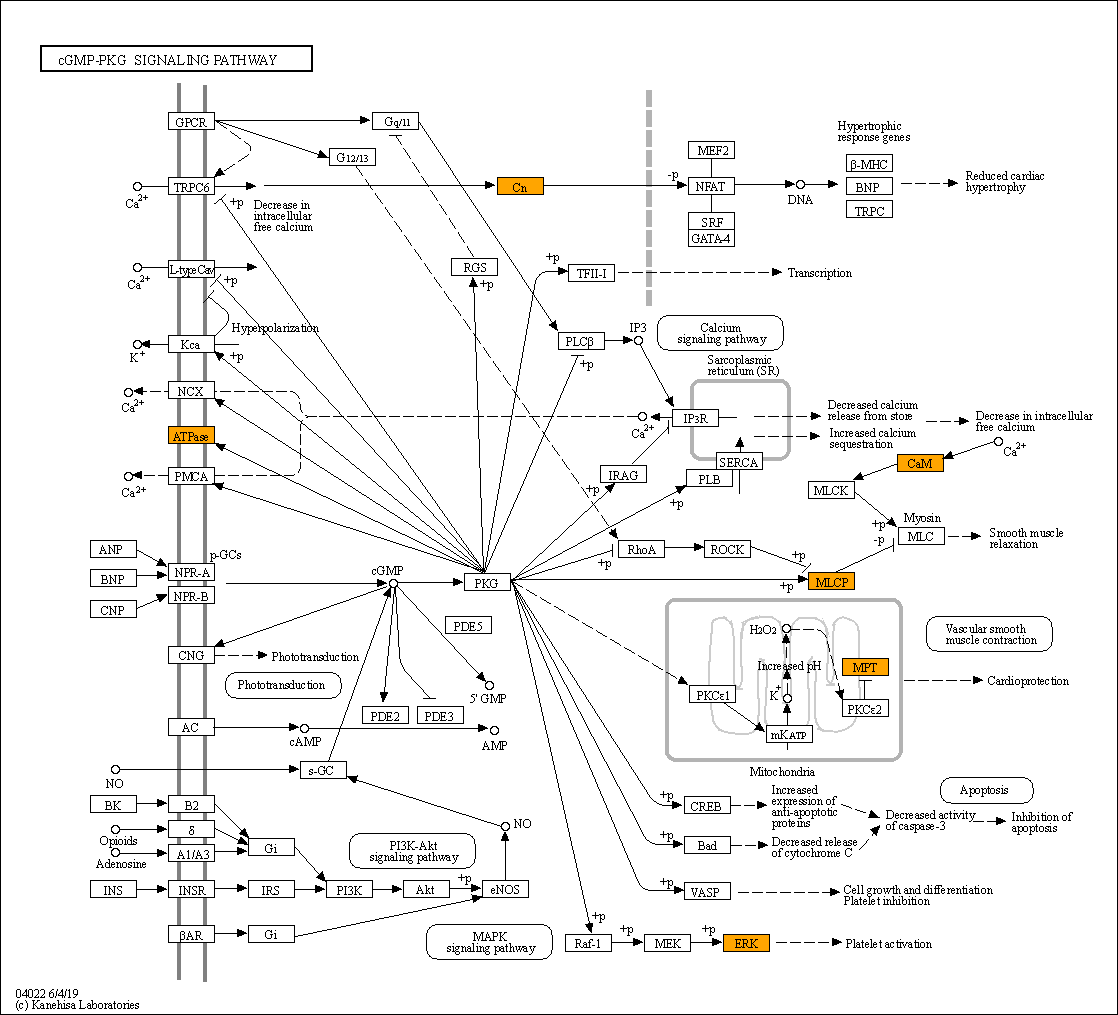 cGMP-PKG SIGNALING PATHWAY
GPCR
Gq/11
G12/13
TRPC6
Ca2+
+p
Decrease in
intracellular
free calcium
Cn
-p
MEF2
NFAT
SRF
GATA-4
DNA
Hypertrophic
response genes
β-MHC
BNP
TRPC
Reduced cardiac
hypertrophy
L-type Cav
Ca2+
+p
RGS
+p
+p
TFII-I
Transcription
Hyperpolarization
Kca
K+
+p
PLCβ
+p
IP3
Calcium
signaling pathway
Sarcoplasmic
reticulum (SR)
NCX
Ca2+
Ca2+
IP3R
Decreased calcium
release from store
Increased calcium
sequestration
Decrease in intracellular
free calcium
ATPase
PMCA
Ca2+
IRAG
+p
SERCA
PLB
+p
CaM
Ca2+
MLCK
+p
-p
Myosin
MLC
Smooth muscle
relaxation
ANP
BNP
CNP
p-GCs
NPR-A
NPR-B
cGMP
PKG
RhoA
+p
ROCK
+p
+p
MLCP
PDE5
CNG
Phototransduction
Phototransduction
5' GMP
PDE2
PDE3
H2O2
Increased pH
K+
MPT
PKCε1
PKCε2
mKATP
Mitochondria
Vascular smooth
muscle contraction
Cardioprotection
AC
cAMP
AMP
NO
s-GC
BK
B2
Opioids
δ
Adenosine
A1/A3
Gi
NO
PI3K-Akt
signaling pathway
INS
INSR
IRS
PI3K
Akt
+p
eNOS
βAR
Gi
MAPK
signaling pathway
+p
CREB
Increased
expression of
anti-apoptotic
proteins
+p
Bad
Decreased release
of cytochrome C
Decreased activity
of caspase-3
Apoptosis
Inhibition of
apoptosis
+p
VASP
Cell growth and differentiation
Platelet inhibition
+p
Raf-1
+p
MEK
+p
ERK
Platelet activation
04022 6/4/19
(c) Kanehisa Laboratories